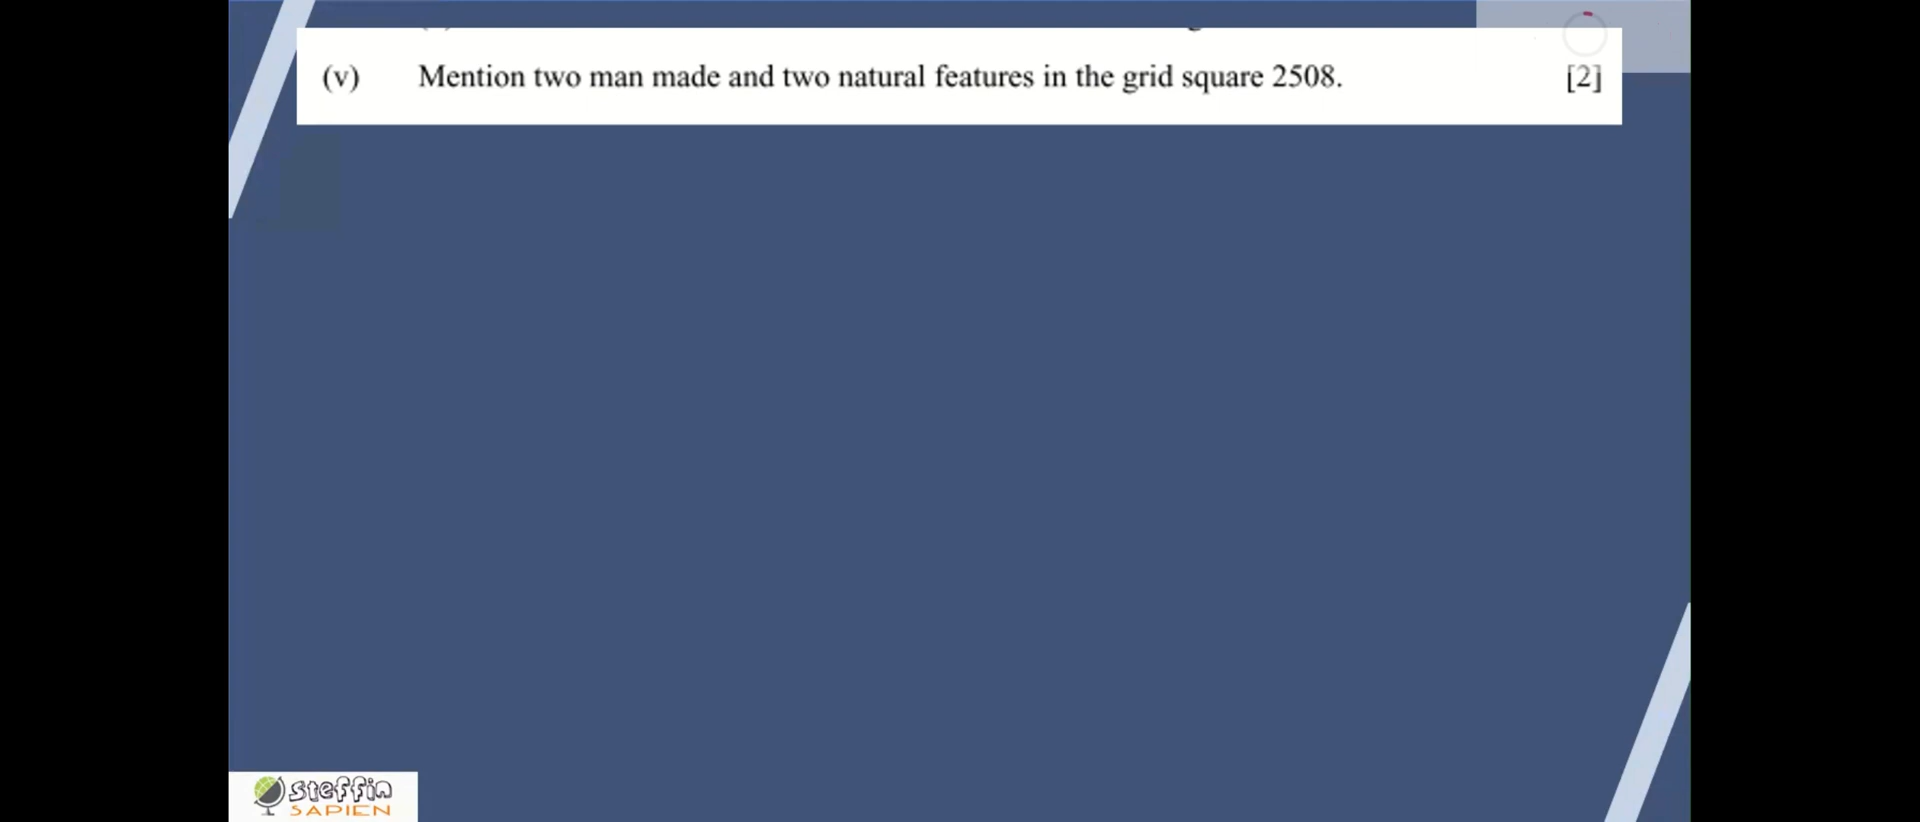 (v) Mention two man made and two natural features in the grid square 2508. [2]
steffin
SAPIEN